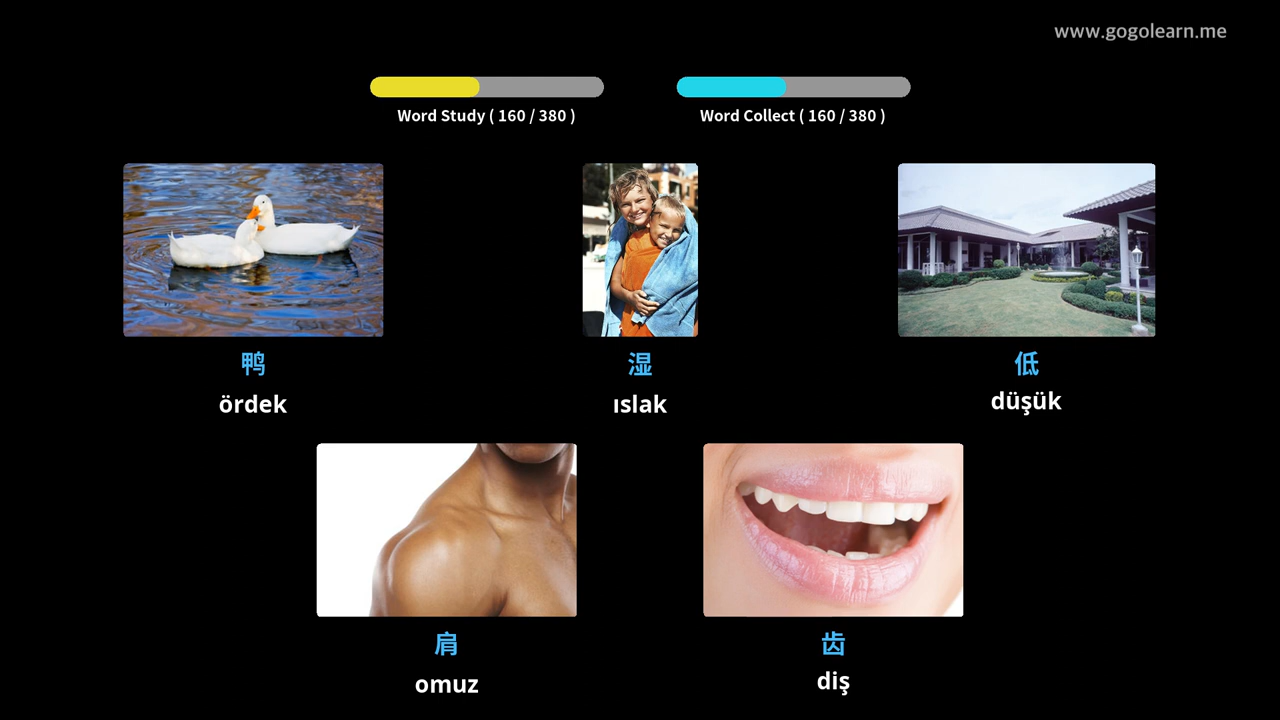 www.gogolearn.me
Word Study ( 160 / 380 )
Word Collect ( 160 / 380 )
鸭
ördek
湿
ıslak
低
düşük
肩
omuz
齿
diş